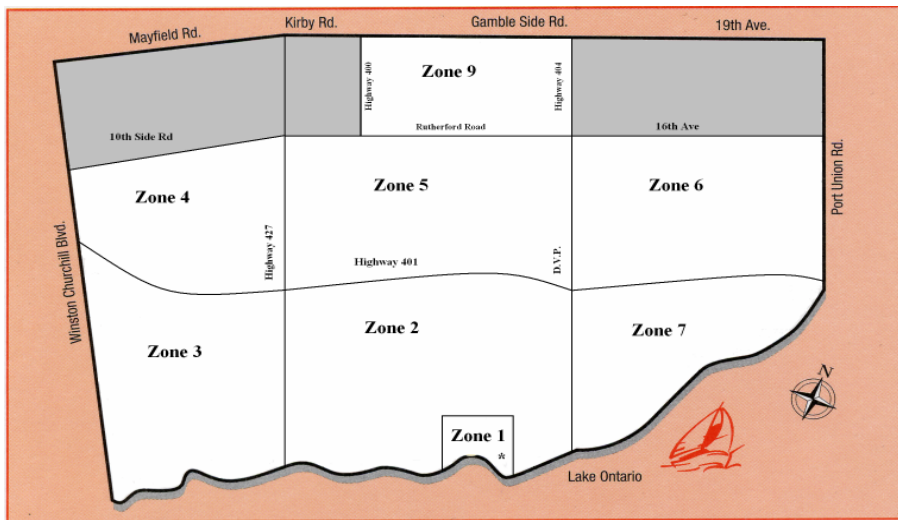 Mayfield Rd.
Kirby Rd.
Gamble Side Rd.
19th Ave.
Highway 400
Zone 9
Highway 404
10th Side Rd
Rutherford Road
16th Ave
Port Union Rd.
Zone 4
Zone 5
Zone 6
Winston Churchill Blvd.
Highway 427
Highway 401
D.V.P.
Zone 3
Zone 2
Zone 7
N
Zone 1
*
Lake Ontario